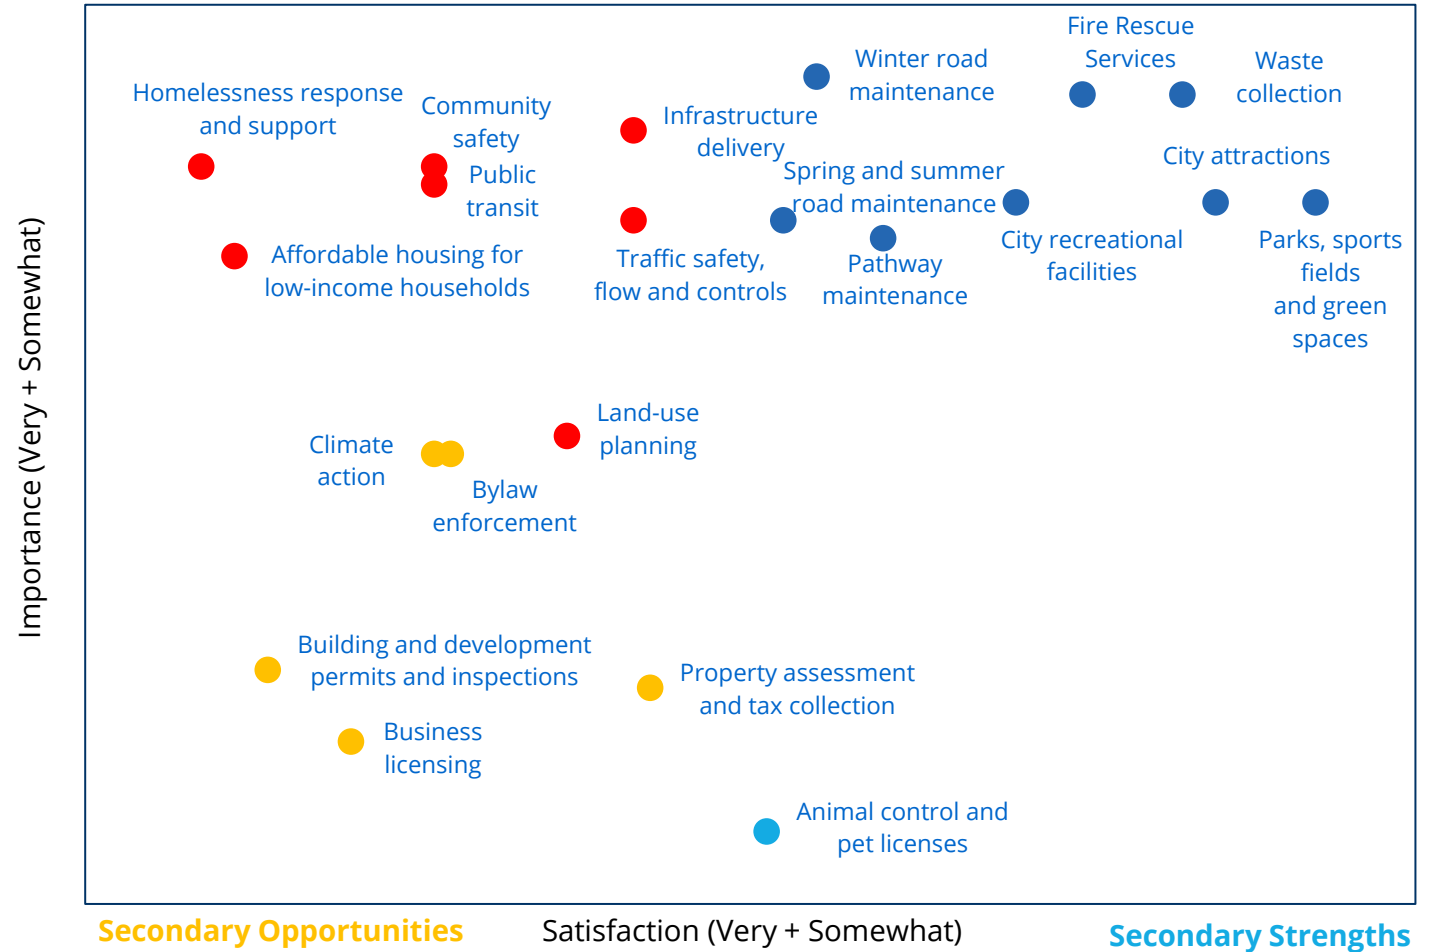 Fire Rescue
Services
Winter road
maintenance
Waste
collection
Homelessness response
and support
Community
safety
Infrastructure
delivery
City attractions
Public
transit
Spring and summer
road maintenance
City recreational
facilities
Parks, sports
fields
and green
spaces
Affordable housing for
low-income households
Traffic safety,
flow and controls
Pathway
maintenance
Importance (Very + Somewhat)
Land-use
planning
Climate
action
Bylaw
enforcement
Building and development
permits and inspections
Property assessment
and tax collection
Business
licensing
Animal control and
pet licenses
Secondary Opportunities
Satisfaction (Very + Somewhat)
Secondary Strengths